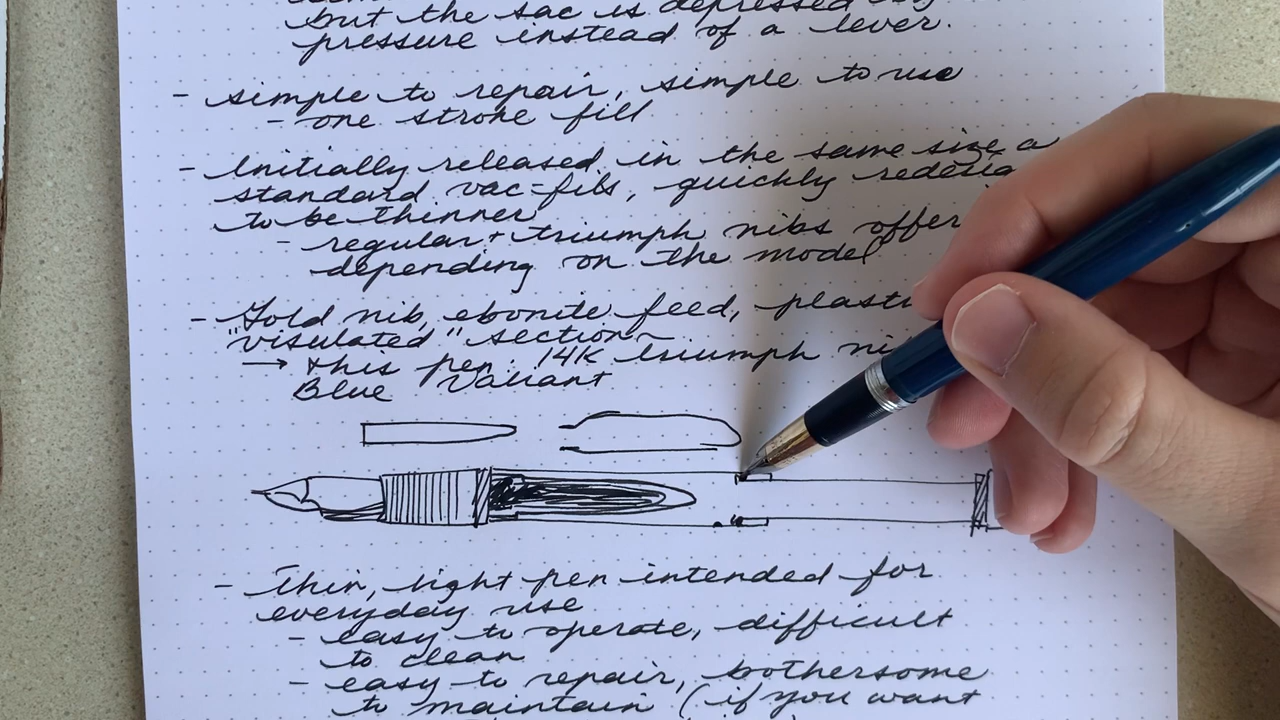 but the sac is depressed by
pressure instead of a lever.
- simple to repair, simple to use
- one stroke fill
- Initially released in the same size a
standard vac-fils, quickly redesig
to be thinner
- regular + triumph nibs offer
depending on the model
- Gold nib, ebonite feed, plasti
"visulated" section
→ this pen: 14K triumph ni
Blue Valiant
- Thin, light pen intended for
everyday use
- easy to operate, difficult
to clean
- easy to repair, bothersome
to maintain (if you want